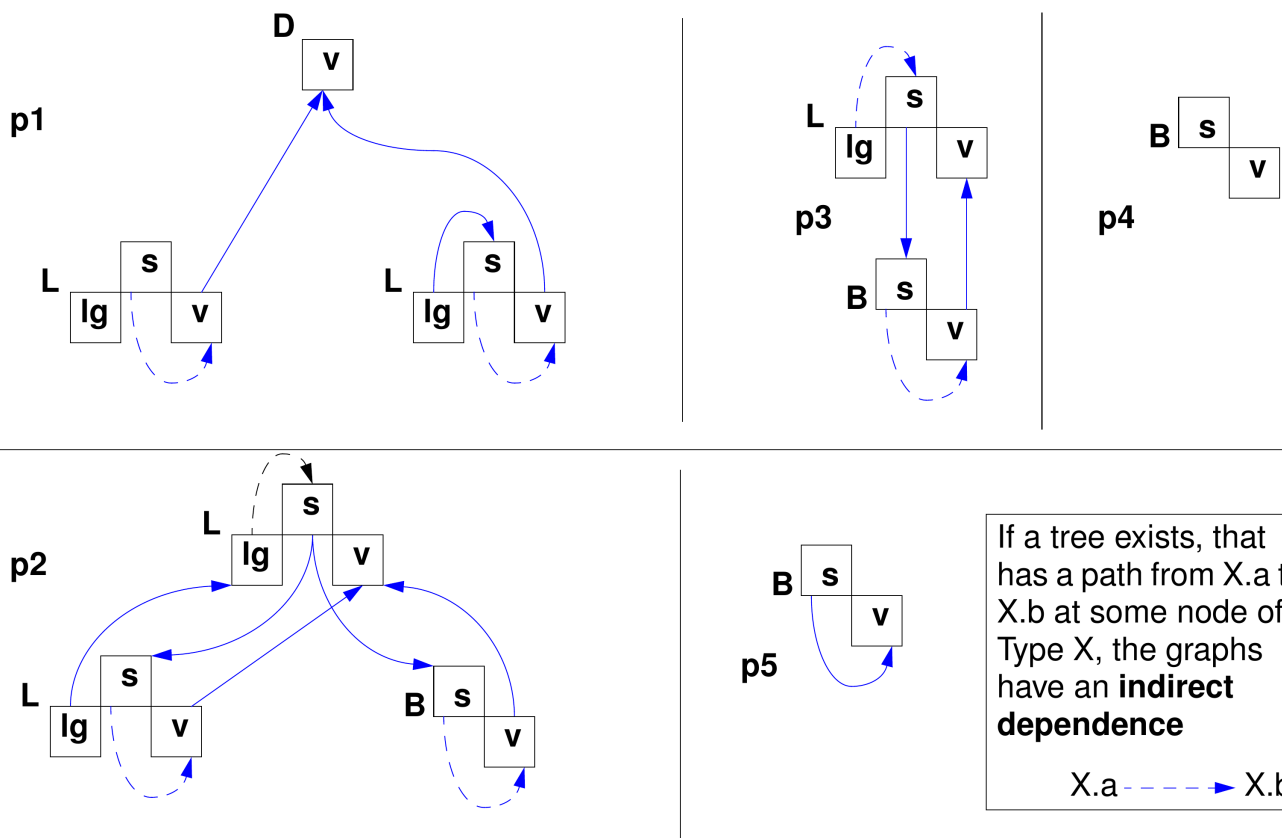 D
v
p1
L
s
lg
v
L
s
lg
v
L
s
lg
v
p3
B
s
v
B
s
v
p4
p2
L
s
lg
v
L
s
lg
v
B
s
v
B
s
v
p5
If a tree exists, that
has a path from X.a
X.b at some node of
Type X, the graphs
have an indirect
dependence
X.a X.b